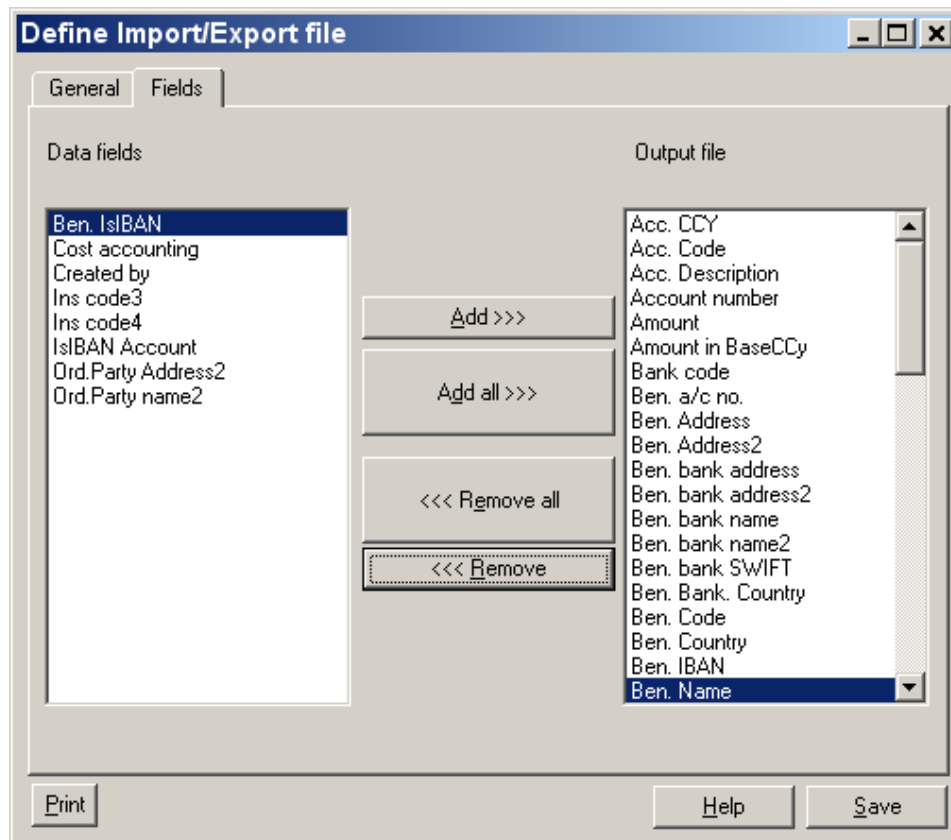 Define Import/Export file
General
Fields
Data fields
Output file
Ben. IsIBAN
Cost accounting
Created by
Ins code3
Ins code4
IsIBAN Account
Ord.Party Address2
Ord.Party name2
Add >>>
Add all >>>
<<< Remove all
<<< Remove
Acc. CCY
Acc. Code
Acc. Description
Account number
Amount
Amount in BaseCCy
Bank code
Ben. a/c no.
Ben. Address
Ben. Address2
Ben. bank address
Ben. bank address2
Ben. bank name
Ben. bank name2
Ben. bank SWIFT
Ben. Bank. Country
Ben. Code
Ben. Country
Ben. IBAN
Ben. Name
Print
Help
Save